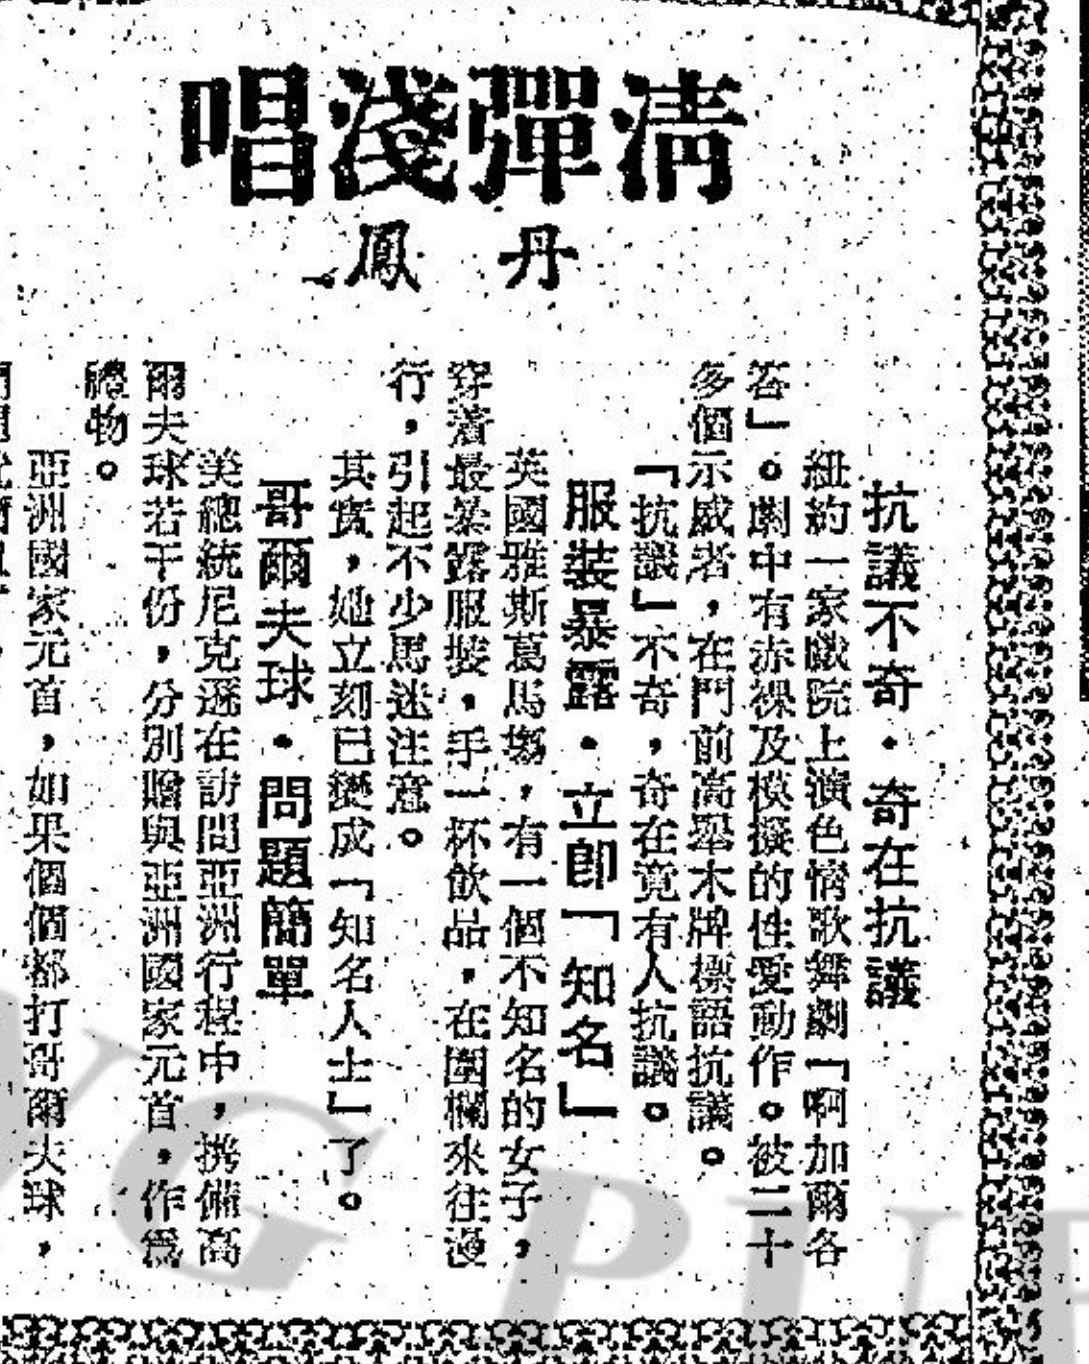 清彈淺唱
丹鳳
抗議不奇・奇在抗議
紐約一家戲院上演色情歌舞劇「啊加爾各
答」。劇中有赤裸及模擬的性愛動作。被二十
多個示威者,在門前高舉木牌標語抗議。
「抗議」不奇,奇在竟有人抗議。
服裝暴露・立即「知名」
英國雅斯葛馬塲,有一個不知名的女子,
穿着最暴露服裝,手一杯飲品,在圍欄來往漫
行,引起不少馬迷注意。
其實,她立刻已變成「知名人士」了。
哥爾夫球・問題簡單
美總統尼克遜在訪問亞洲行程中,携備高
爾夫球若干份,分別贈與亞洲國家元首,作爲
禮物。
亞洲國家元首,如果個個都打哥爾夫球,